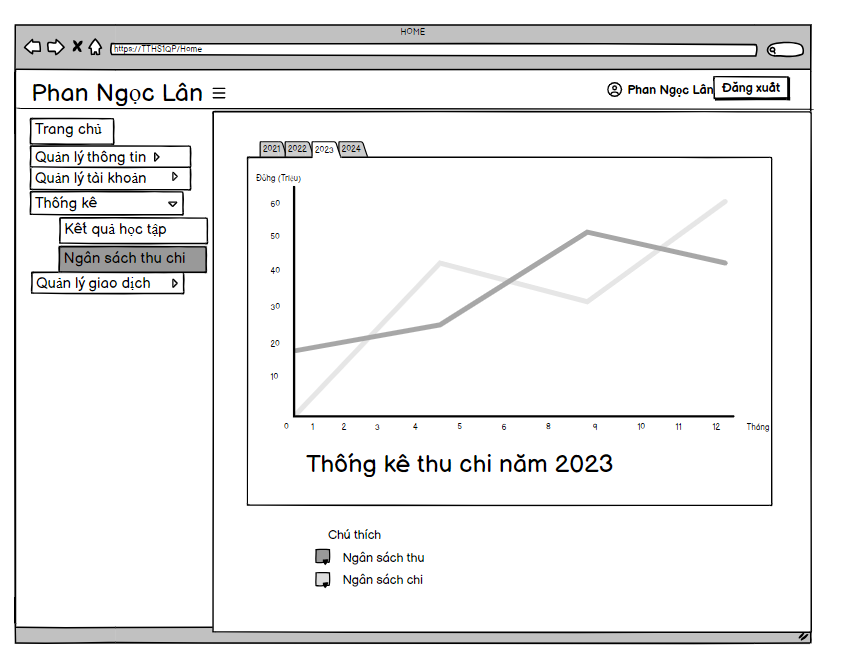 HOME
https://TTHS1QP/Home
Phan Ngọc Lân
Phan Ngọc Lân
Đăng xuất
Trang chủ
Quản lý thông tin
Quản lý tài khoản
Thống kê
Kết quả học tập
Ngân sách thu chi
Quản lý giao dịch
2021 2022 2023 2024
Đồng (Triệu)
60
50
40
30
20
10
0 1 2 3 4 5 6 8 9 10 11 12 Tháng
Thống kê thu chi năm 2023
Chú thích
Ngân sách thu
Ngân sách chi